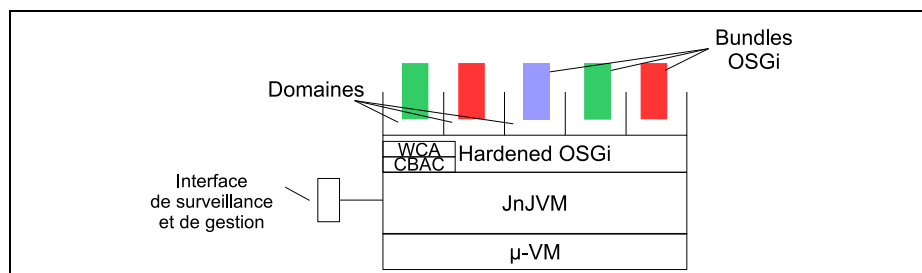 Bundles
OSGi
Domaines
WCA
CBAC
Hardened OSGi
Interface
de surveillance
et de gestion
JnJVM
µ-VM